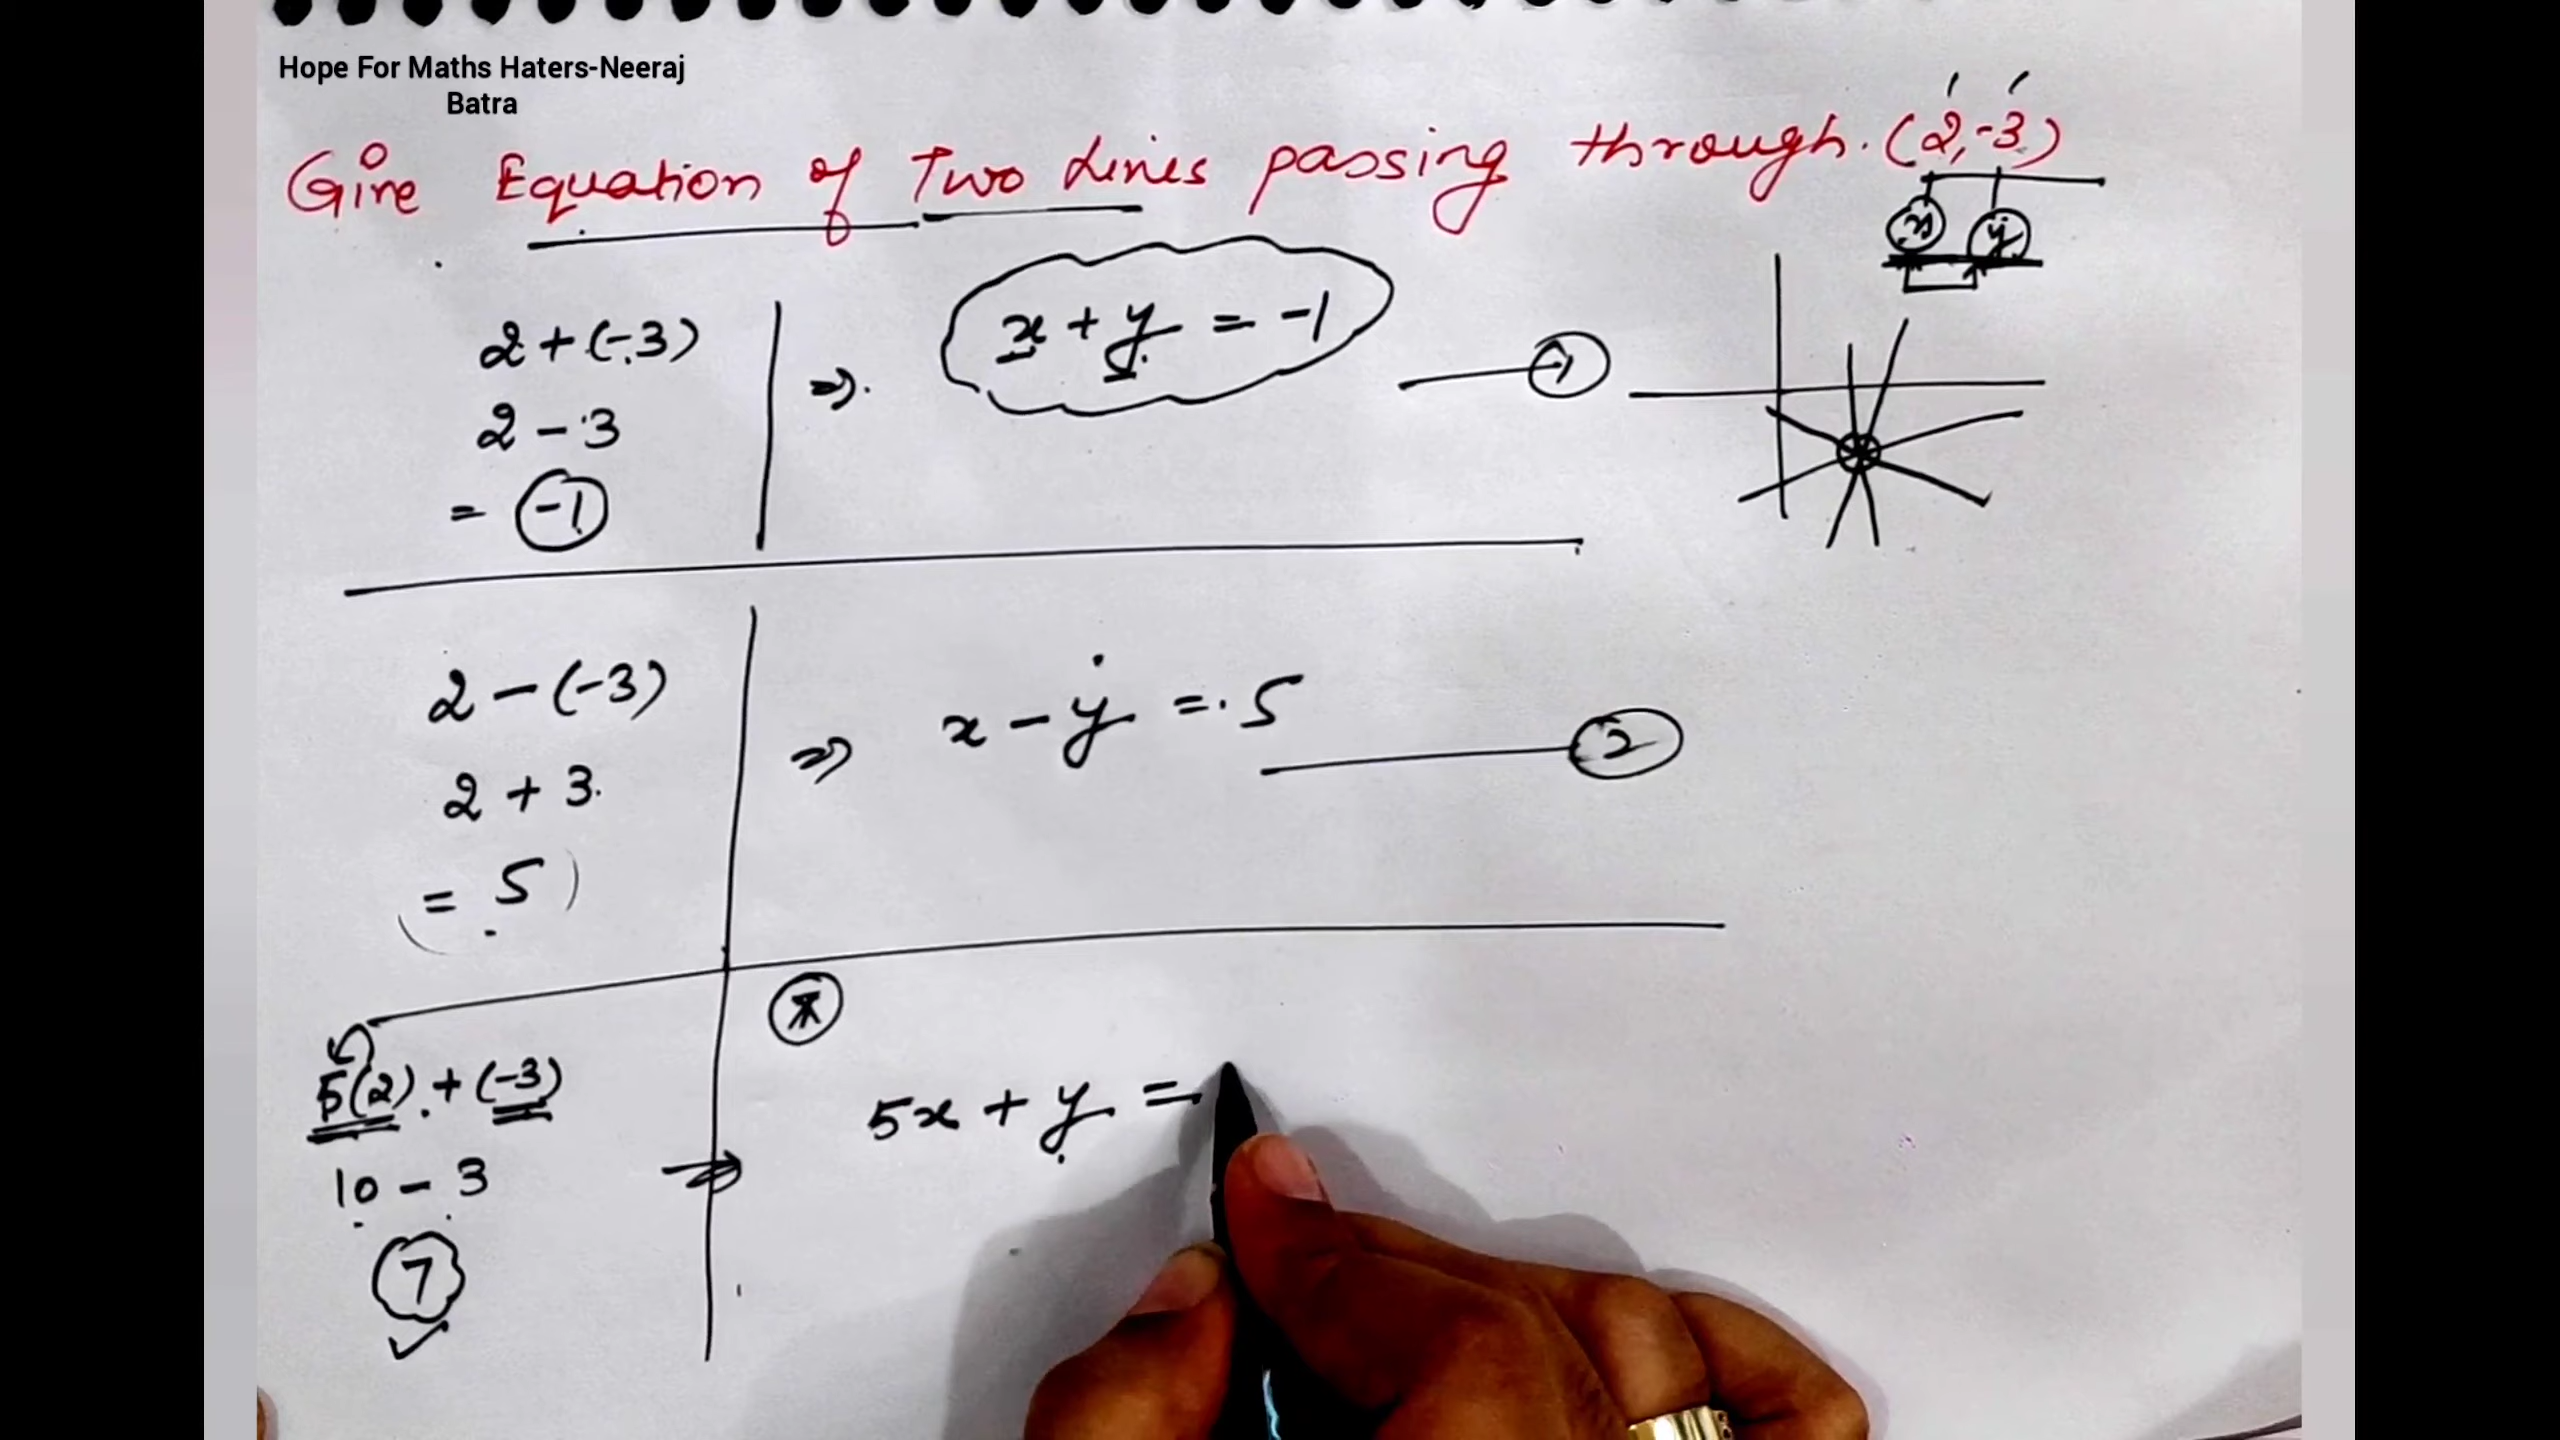 Hope For Maths Haters-Neeraj
Batra
Give Equation of Two Lines passing through. (2,-3)
x y
2 + (-3)
2 - 3
= -1
⇒ x + y = -1 1
2 - (-3)
2 + 3
= 5
⇒ x - y = 5 2
5(2) + (-3)
10 - 3
7
⇒ 5x + y =